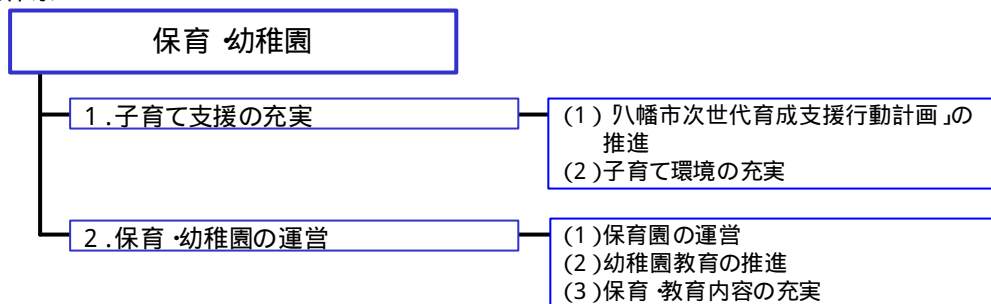 保育・幼稚園
1.子育て支援の充実
(1)「八幡市次世代育成支援行動計画」の
推進
(2)子育て環境の充実
2.保育・幼稚園の運営
(1)保育園の運営
(2)幼稚園教育の推進
(3)保育・教育内容の充実